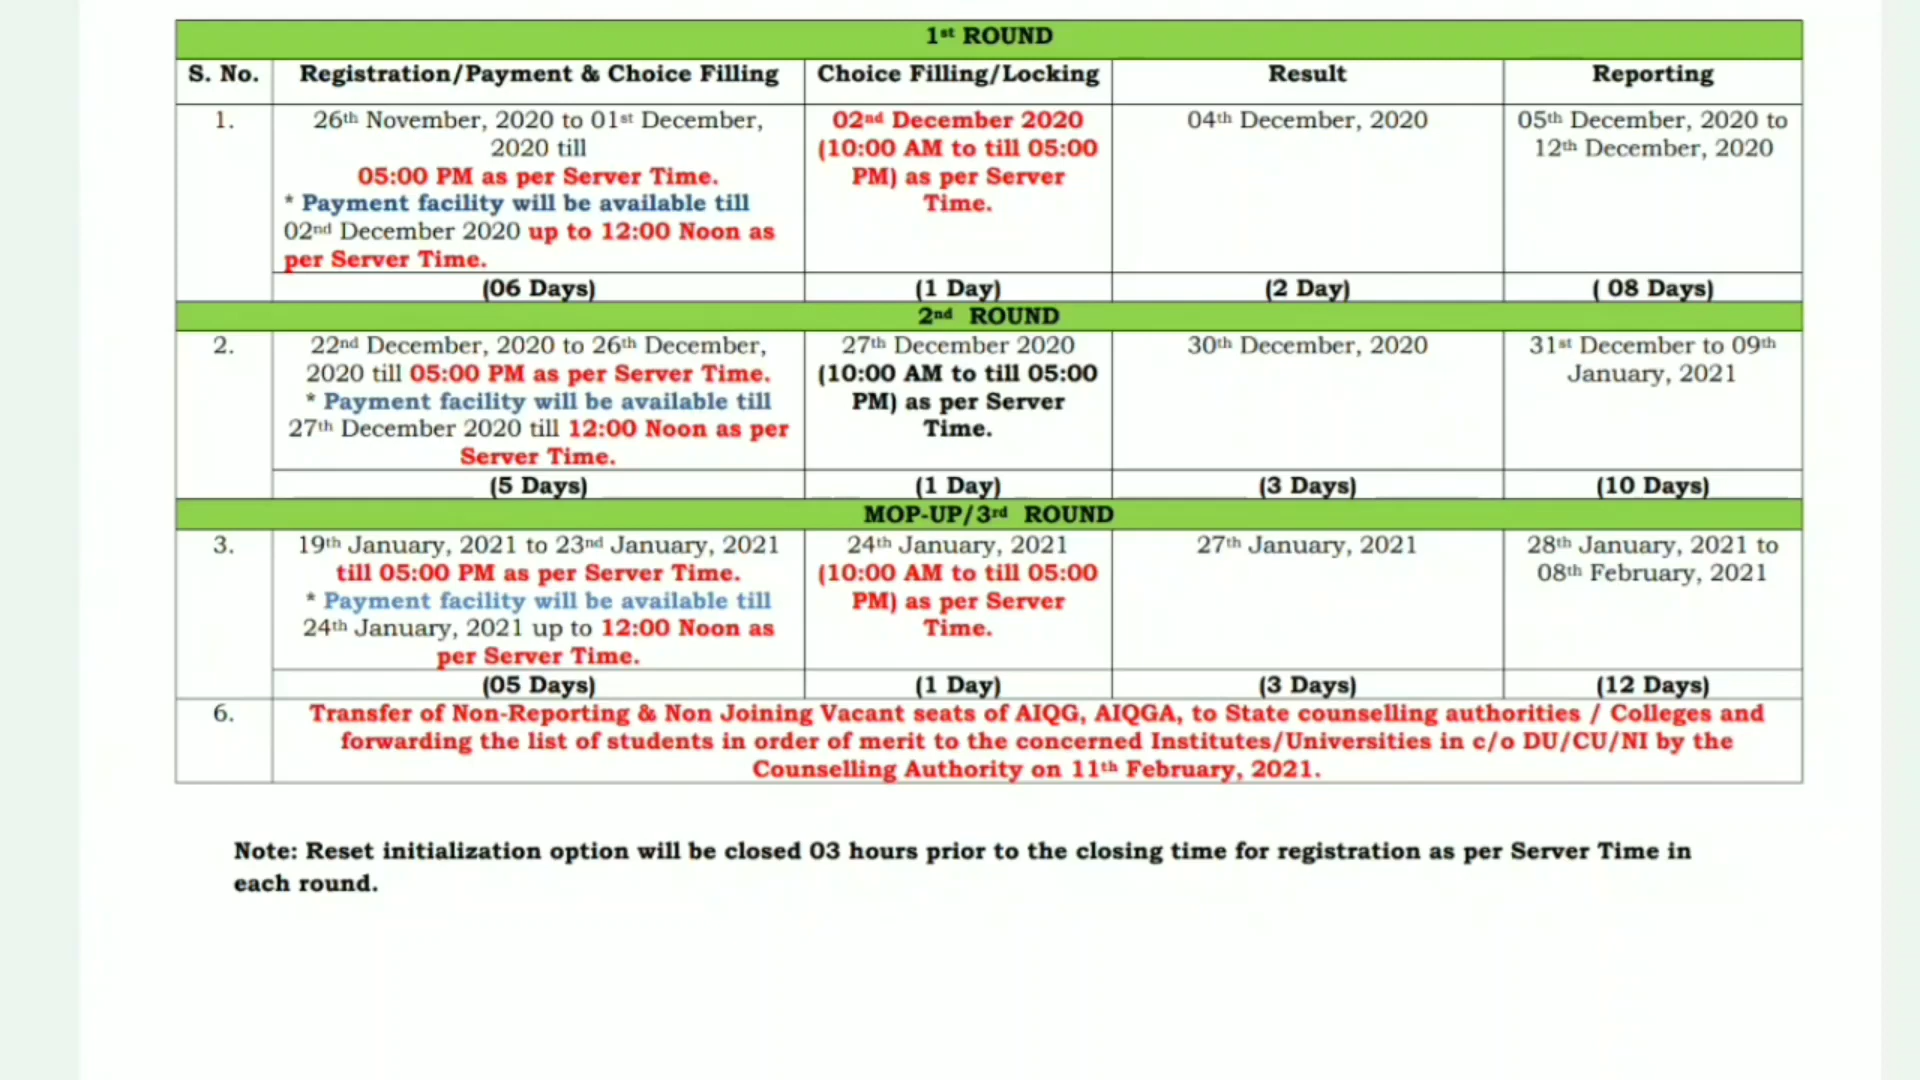 1st ROUND
S. No. Registration/Payment & Choice Filling Choice Filling/Locking Result Reporting
1.
26th November, 2020 to 01st December,
2020 till
05:00 PM as per Server Time.
* Payment facility will be available till
02nd December 2020 up to 12:00 Noon as
per Server Time.
02nd December 2020
(10:00 AM to till 05:00
PM) as per Server
Time.
04th December, 2020
05th December, 2020 to
12th December, 2020
(06 Days) (1 Day) (2 Day) ( 08 Days)
2nd ROUND
2.
22nd December, 2020 to 26th December,
2020 till 05:00 PM as per Server Time.
* Payment facility will be available till
27th December 2020 till 12:00 Noon as per
Server Time.
27th December 2020
(10:00 AM to till 05:00
PM) as per Server
Time.
30th December, 2020
31st December to 09th
January, 2021
(5 Days) (1 Day) (3 Days) (10 Days)
MOP-UP/3rd ROUND
3.
19th January, 2021 to 23nd January, 2021
till 05:00 PM as per Server Time.
* Payment facility will be available till
24th January, 2021 up to 12:00 Noon as
per Server Time.
24th January, 2021
(10:00 AM to till 05:00
PM) as per Server
Time.
27th January, 2021
28th January, 2021 to
08th February, 2021
(05 Days) (1 Day) (3 Days) (12 Days)
6.
Transfer of Non-Reporting & Non Joining Vacant seats of AIQG, AIQGA, to State counselling authorities / Colleges and
forwarding the list of students in order of merit to the concerned Institutes/Universities in c/o DU/CU/NI by the
Counselling Authority on 11th February, 2021.
Note: Reset initialization option will be closed 03 hours prior to the closing time for registration as per Server Time in
each round.